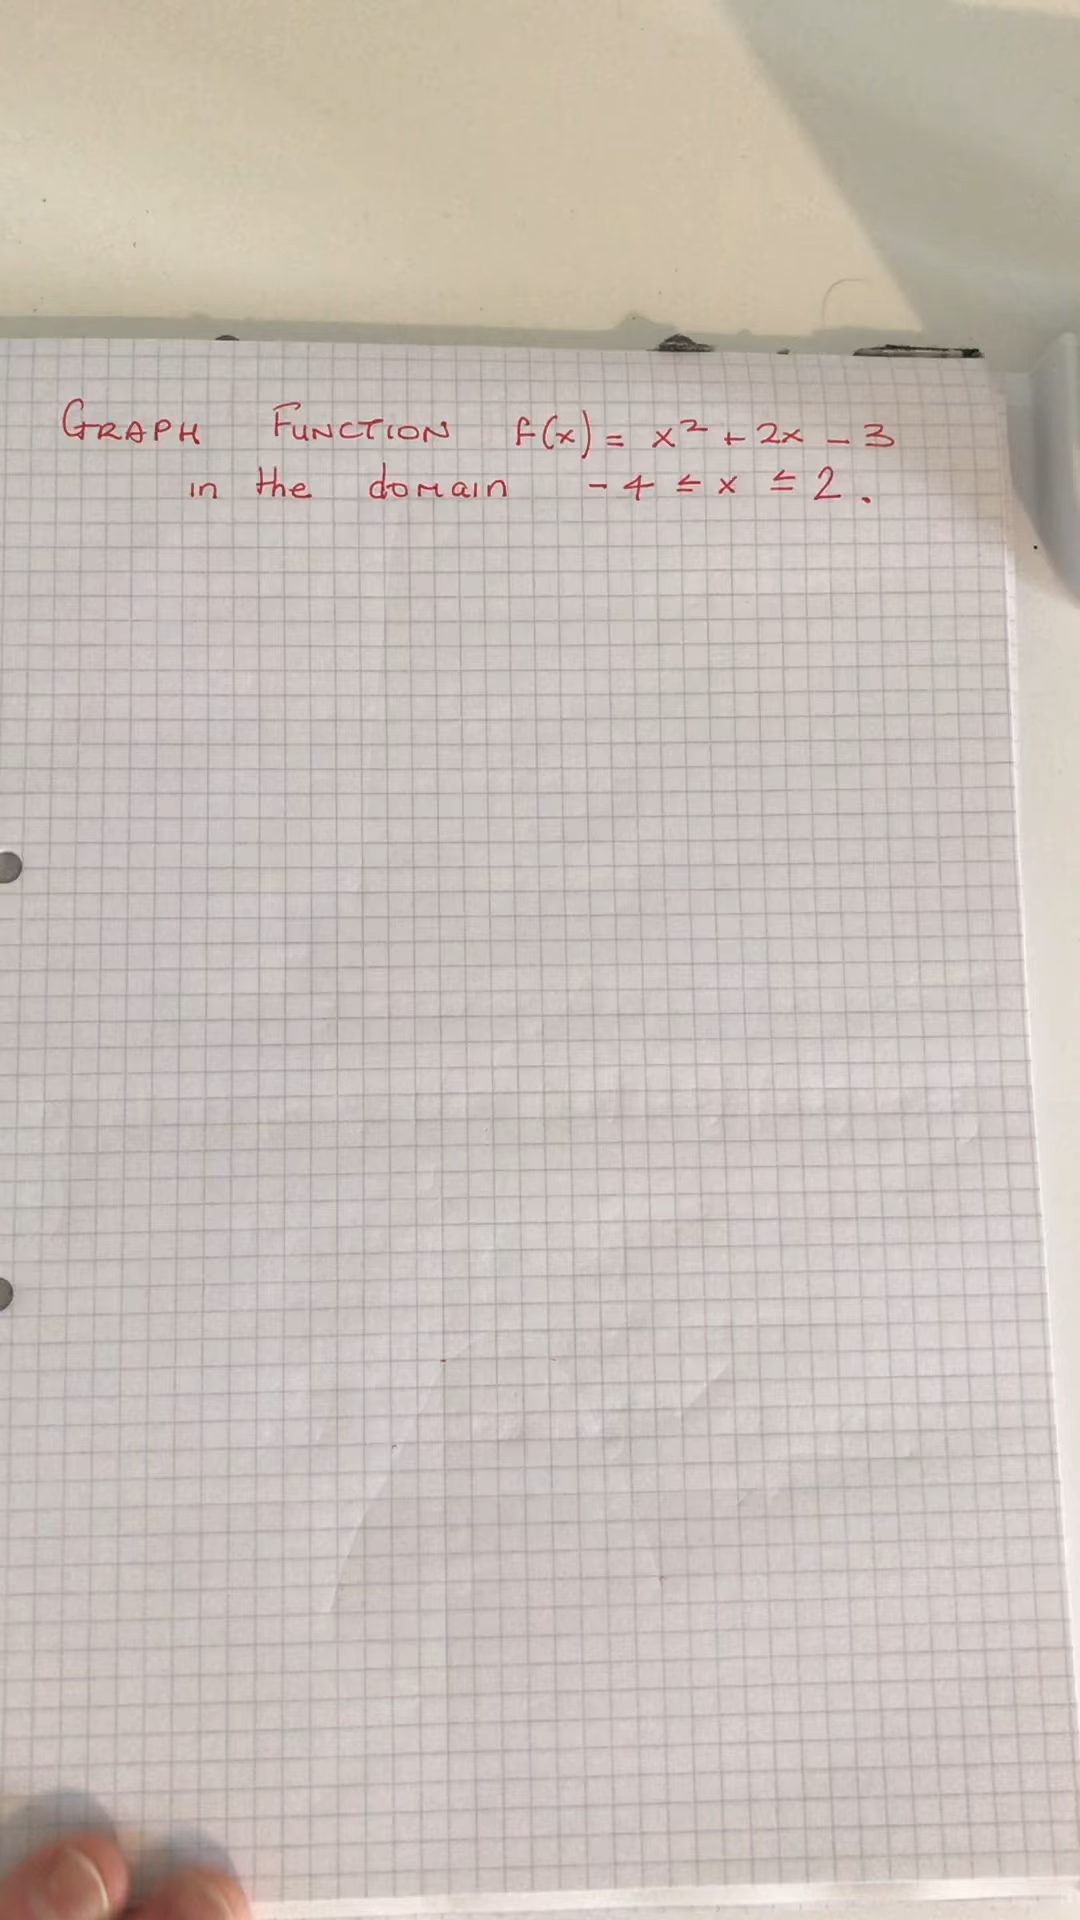 GRAPH FUNCTION f(x) = x² + 2x - 3
in the domain -4 ≤ x ≤ 2.